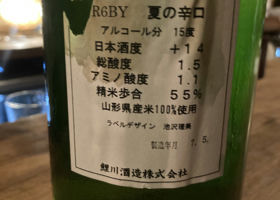 R6BY 夏の辛口
アルコール分 15度
日本酒度 +14
総酸度 1.5
アミノ酸度 1.1
精米歩合 55%
山形県産米100%使用
ラベルデザイン 池沢理美
製造年月 7.5.
鯉川酒造株式会社